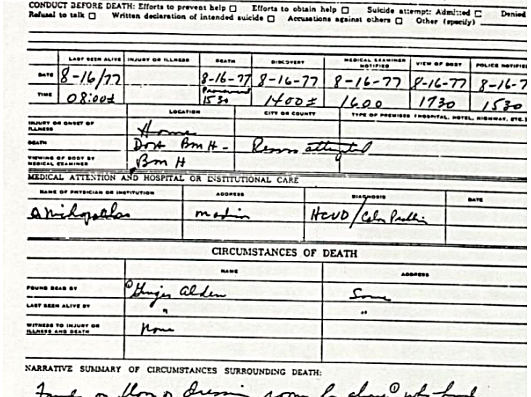 CONDUCT BEFORE DEATH: Efforts to prevent help □ Efforts to obtain help □ Suicide attempt: Admitted □ Denied
Refusal to talk □ Written declaration of intended suicide □ Accusations against others □ Other (specify)
LAST SEEN ALIVE INJURY OR ILLNESS DEATH DISCOVERY MEDICAL EXAMINER NOTIFIED VIEW OF BODY POLICE NOTIFIED
DATE 8-16/77 8-16-77 8-16-77 8-16-77 8-16-77 8-16-7
TIME 08:00± Pronounced 1530 1400± 1600 1730 1530
LOCATION CITY OR COUNTY TYPE OF PREMISES (HOSPITAL, HOTEL, HIGHWAY, ETC.)
INJURY OR ONSET OF ILLNESS Home
DEATH DOA BMH - attempted
VIEWING OF BODY BY MEDICAL EXAMINER BMH
MEDICAL ATTENTION AND HOSPITAL OR INSTITUTIONAL CARE
NAME OF PHYSICIAN OR INSTITUTION ADDRESS DIAGNOSIS DATE
HCVD/Colon
CIRCUMSTANCES OF DEATH
NAME ADDRESS
FOUND DEAD BY ① Ginger Alden Same
LAST SEEN ALIVE BY " "
WITNESS TO INJURY OR ILLNESS AND DEATH None
NARRATIVE SUMMARY OF CIRCUMSTANCES SURROUNDING DEATH:
Found on floor of dressing room by above ① who